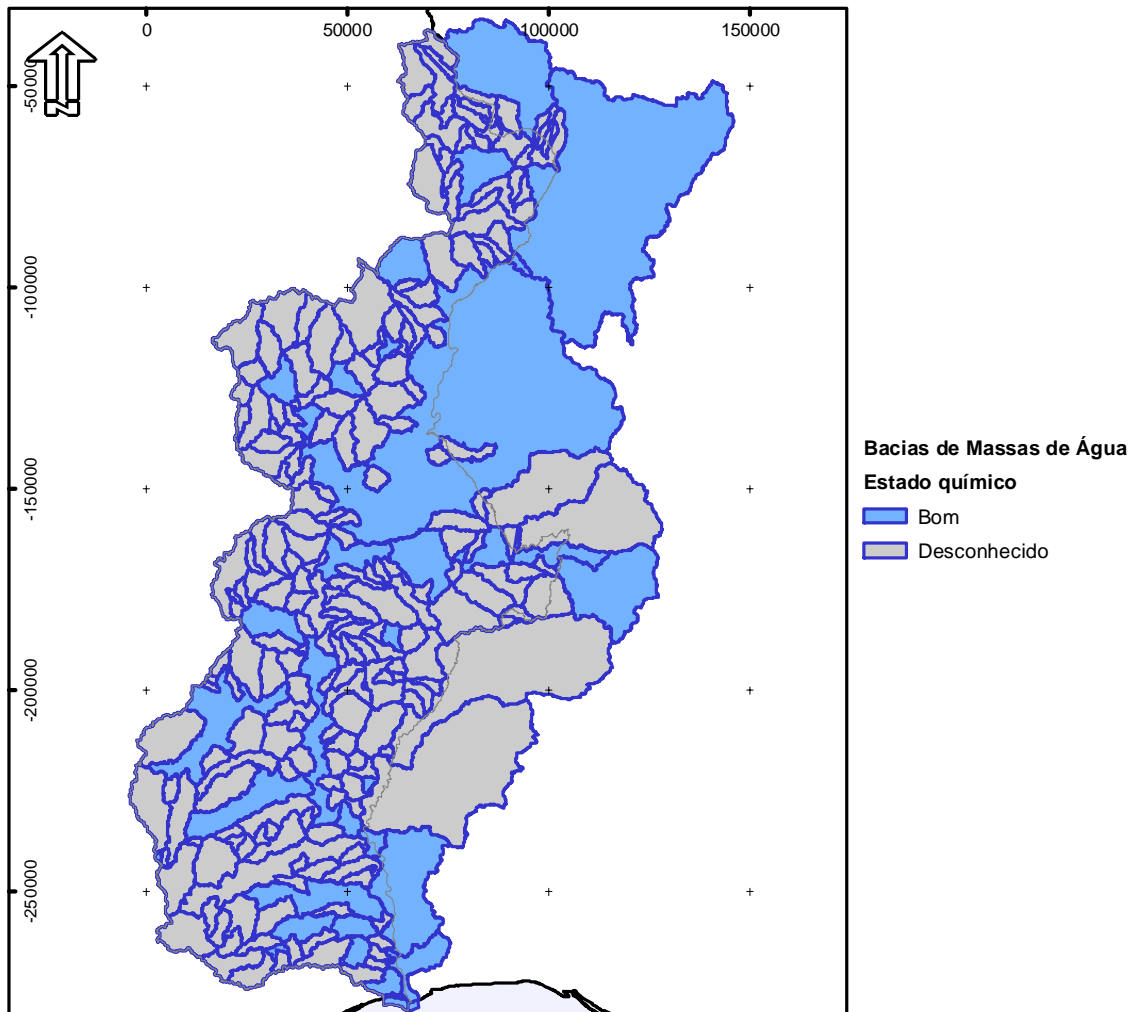 0 50000 100000 150000
-50000
-100000
-150000
-200000
-250000
N
Bacias de Massas de Água
Estado químico
Bom
Desconhecido